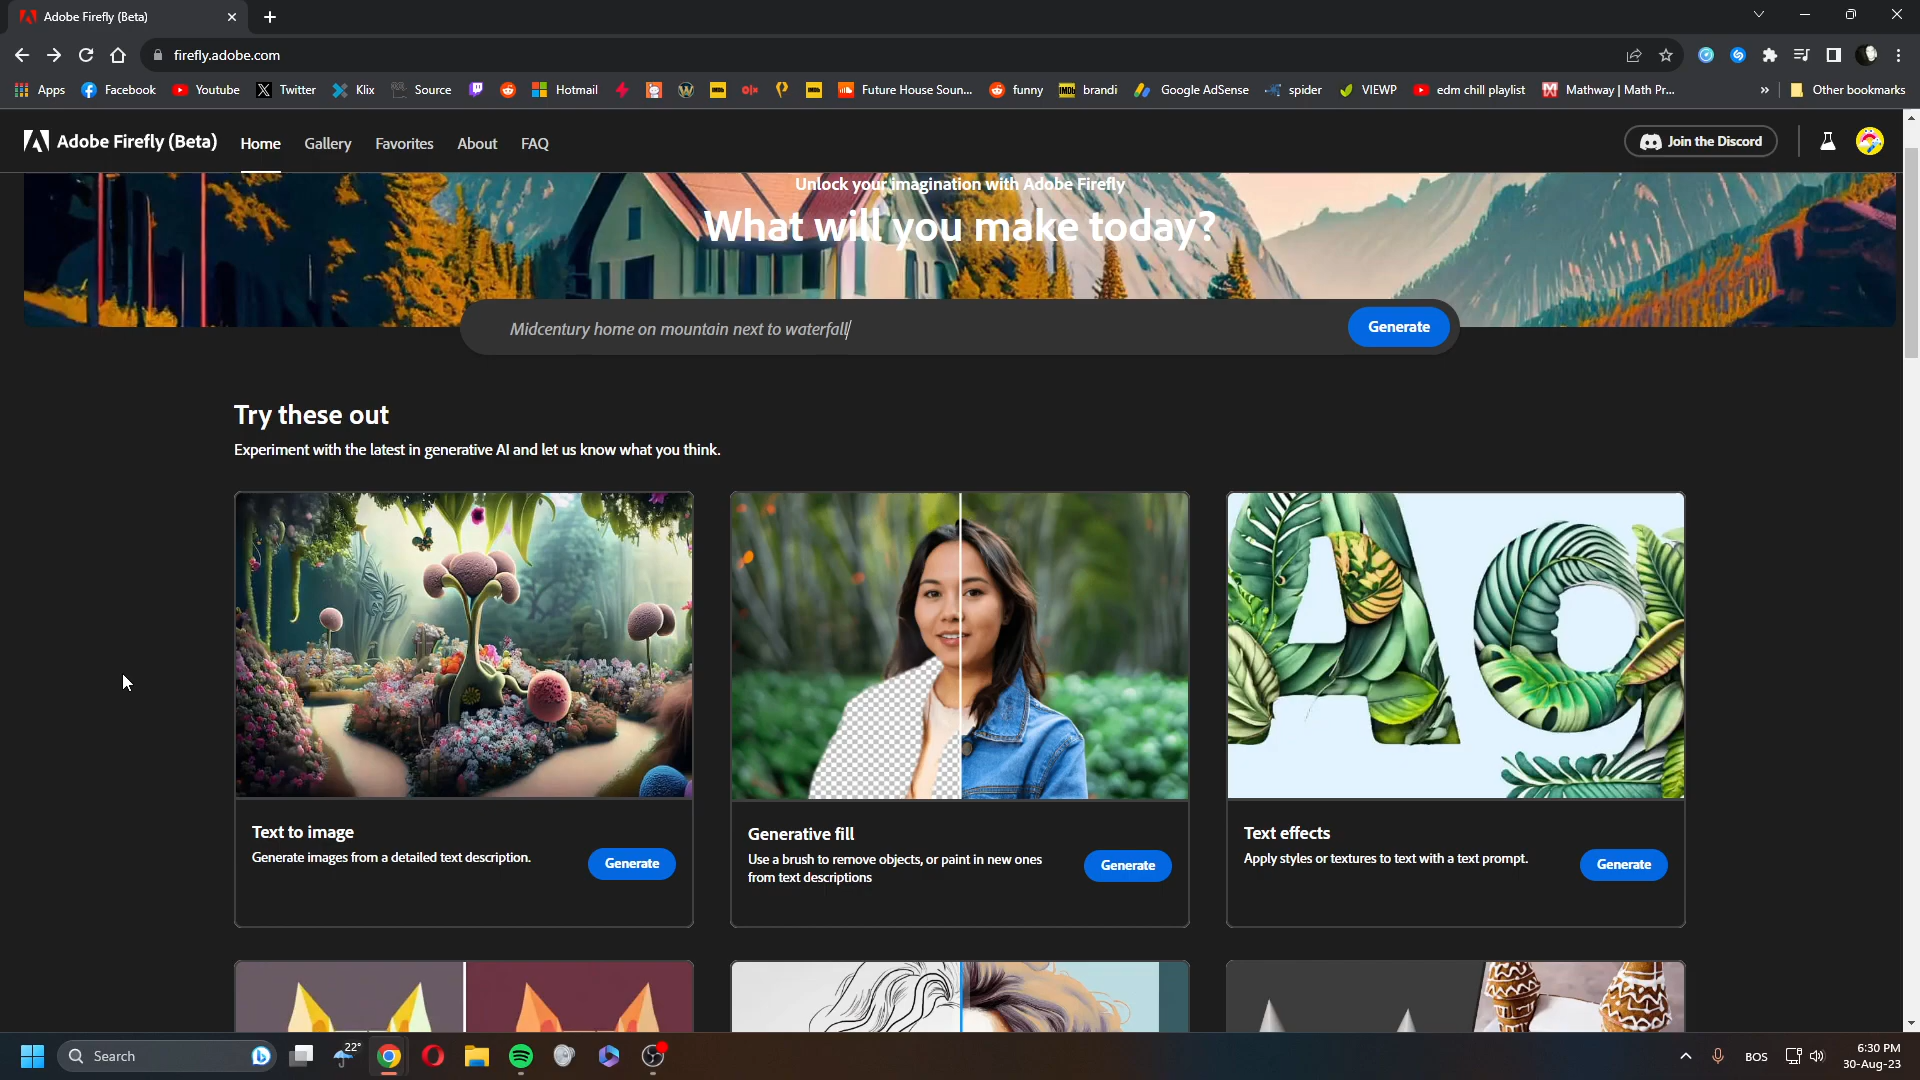 Adobe Firefly (Beta)
firefly.adobe.com
Apps Facebook Youtube Twitter Klix Source Hotmail Future House Soun... funny IMDb brandi Google AdSense spider VIEWP edm chill playlist Mathway | Math Pr... » Other bookmarks
Adobe Firefly (Beta) Home Gallery Favorites About FAQ Join the Discord
Unlock your imagination with Adobe Firefly
What will you make today?
Midcentury home on mountain next to waterfall Generate
Try these out
Experiment with the latest in generative AI and let us know what you think.
Ag
Text to image
Generate images from a detailed text description.
Generate
Generative fill
Use a brush to remove objects, or paint in new ones
from text descriptions
Generate
Text effects
Apply styles or textures to text with a text prompt.
Generate
Search 22° BOS 6:30 PM
30-Aug-23